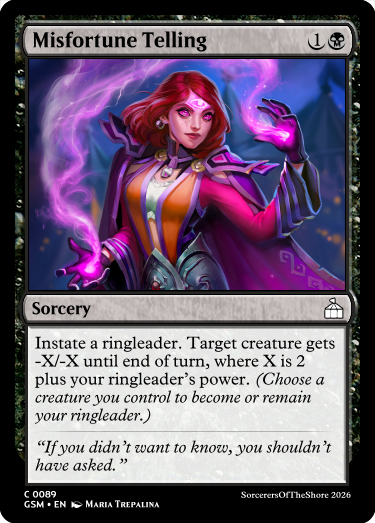 Misfortune Telling 1
Sorcery
Instate a ringleader. Target creature gets
-X/-X until end of turn, where X is 2
plus your ringleader's power. (Choose a
creature you control to become or remain
your ringleader.)
“If you didn't want to know, you shouldn't
have asked.”
C 0089
GSM • EN Maria Trepalina
SorcerersOfTheShore 2026